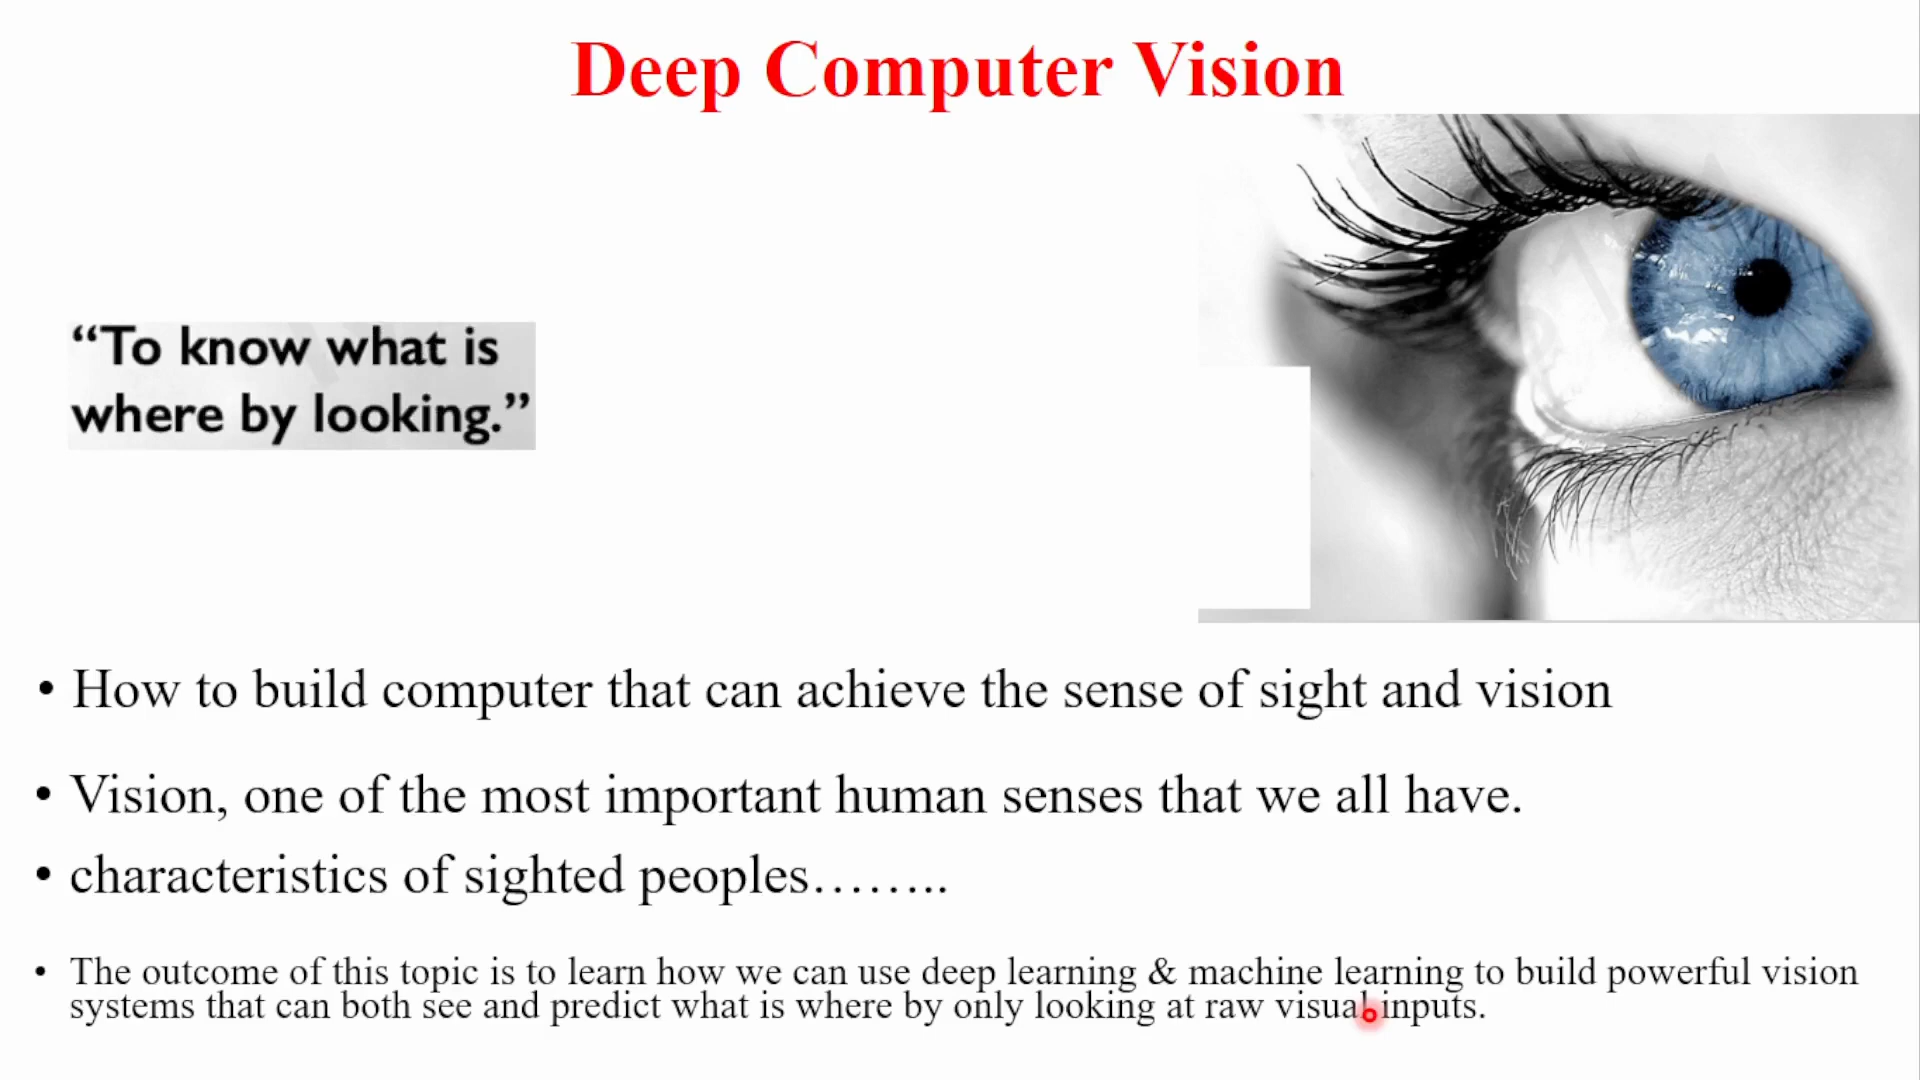 Deep Computer Vision
“To know what is
where by looking.”
• How to build computer that can achieve the sense of sight and vision
• Vision, one of the most important human senses that we all have.
• characteristics of sighted peoples……..
• The outcome of this topic is to learn how we can use deep learning & machine learning to build powerful vision
systems that can both see and predict what is where by only looking at raw visual inputs.